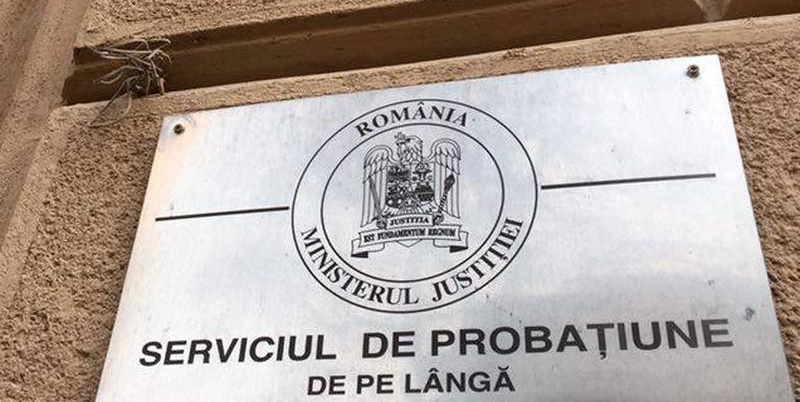 ROMÂNIA
JUSTITIA
EST FUNDAMENTUM REGNUM
MINISTERUL JUSTIȚIEI
SERVICIUL DE PROBAȚIUNE
DE PE LÂNGĂ